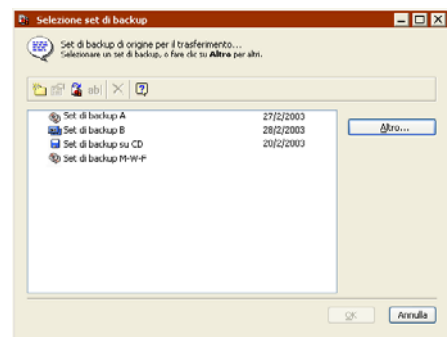 Selezione set di backup
Set di backup di origine per il trasferimento...
Selezionare un set di backup, o fare clic su Altro per altri.
ab|
Set di backup A 27/2/2003
Set di backup B 28/2/2003
Set di backup su CD 20/2/2003
Set di backup M-W-F
Altro...
OK
Annulla